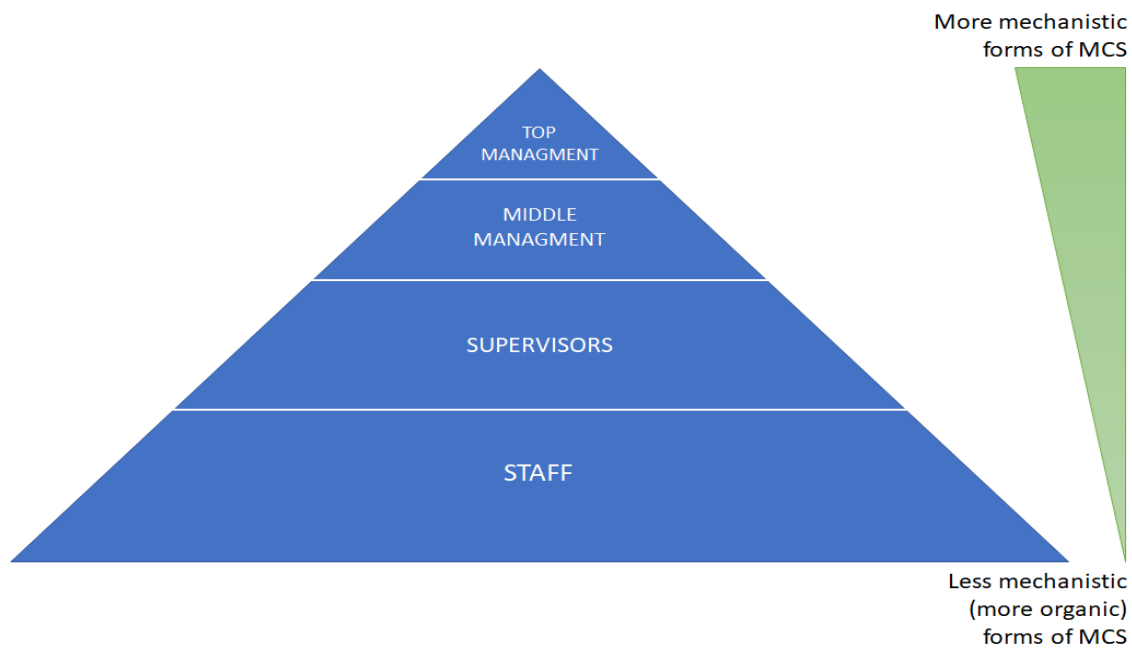 More mechanistic
forms of MCS
TOP
MANAGMENT
MIDDLE
MANAGMENT
SUPERVISORS
STAFF
Less mechanistic
(more organic)
forms of MCS